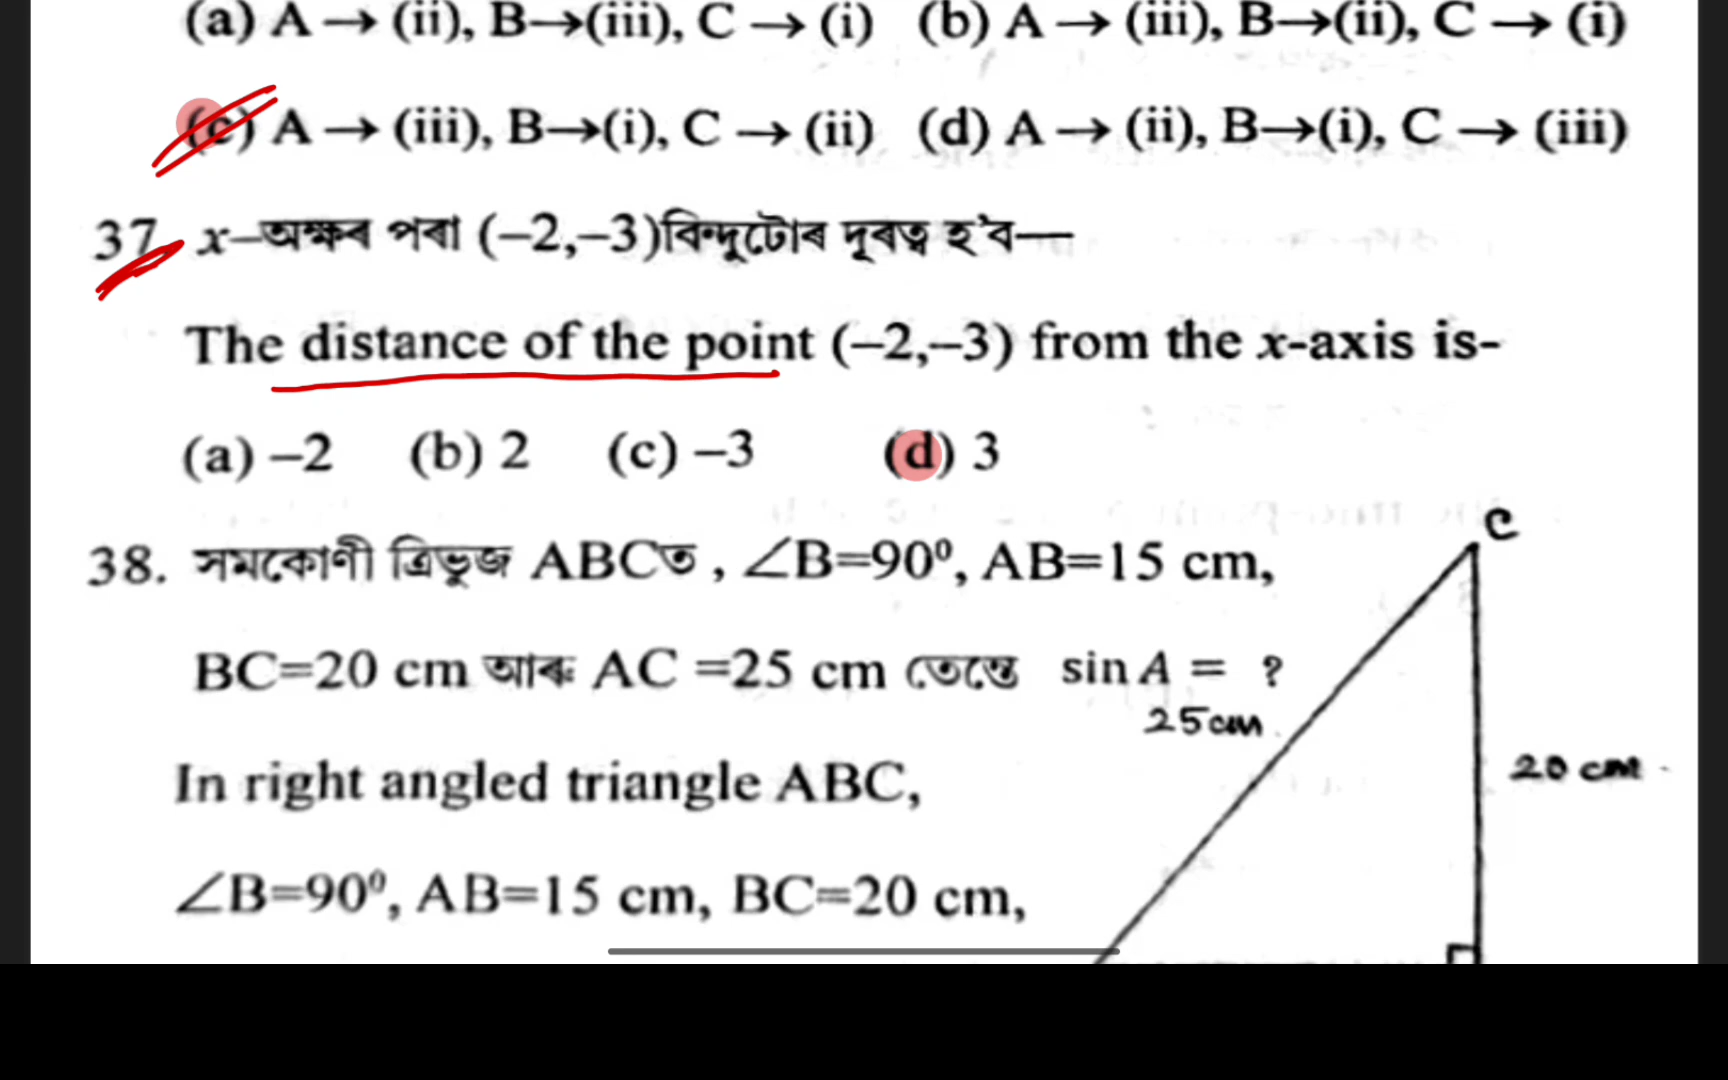 (a) A → (ii), B→(iii), C → (i) (b) A → (iii), B→(ii), C → (i)
(c) A → (iii), B→(i), C → (ii) (d) A → (ii), B→(i), C → (iii)
37. x–অক্ষৰ পৰা (–2,–3)বিন্দুটোৰ দূৰত্ব হ'ব—
The distance of the point (–2,–3) from the x-axis is-
(a) –2 (b) 2 (c) –3 (d) 3
38. সমকোণী ত্রিভূজ ABCত , ∠B=90⁰, AB=15 cm,
C
BC=20 cm আৰু AC =25 cm তেন্তে sin A = ?
25cm
20 cm
In right angled triangle ABC,
∠B=90⁰, AB=15 cm, BC=20 cm,